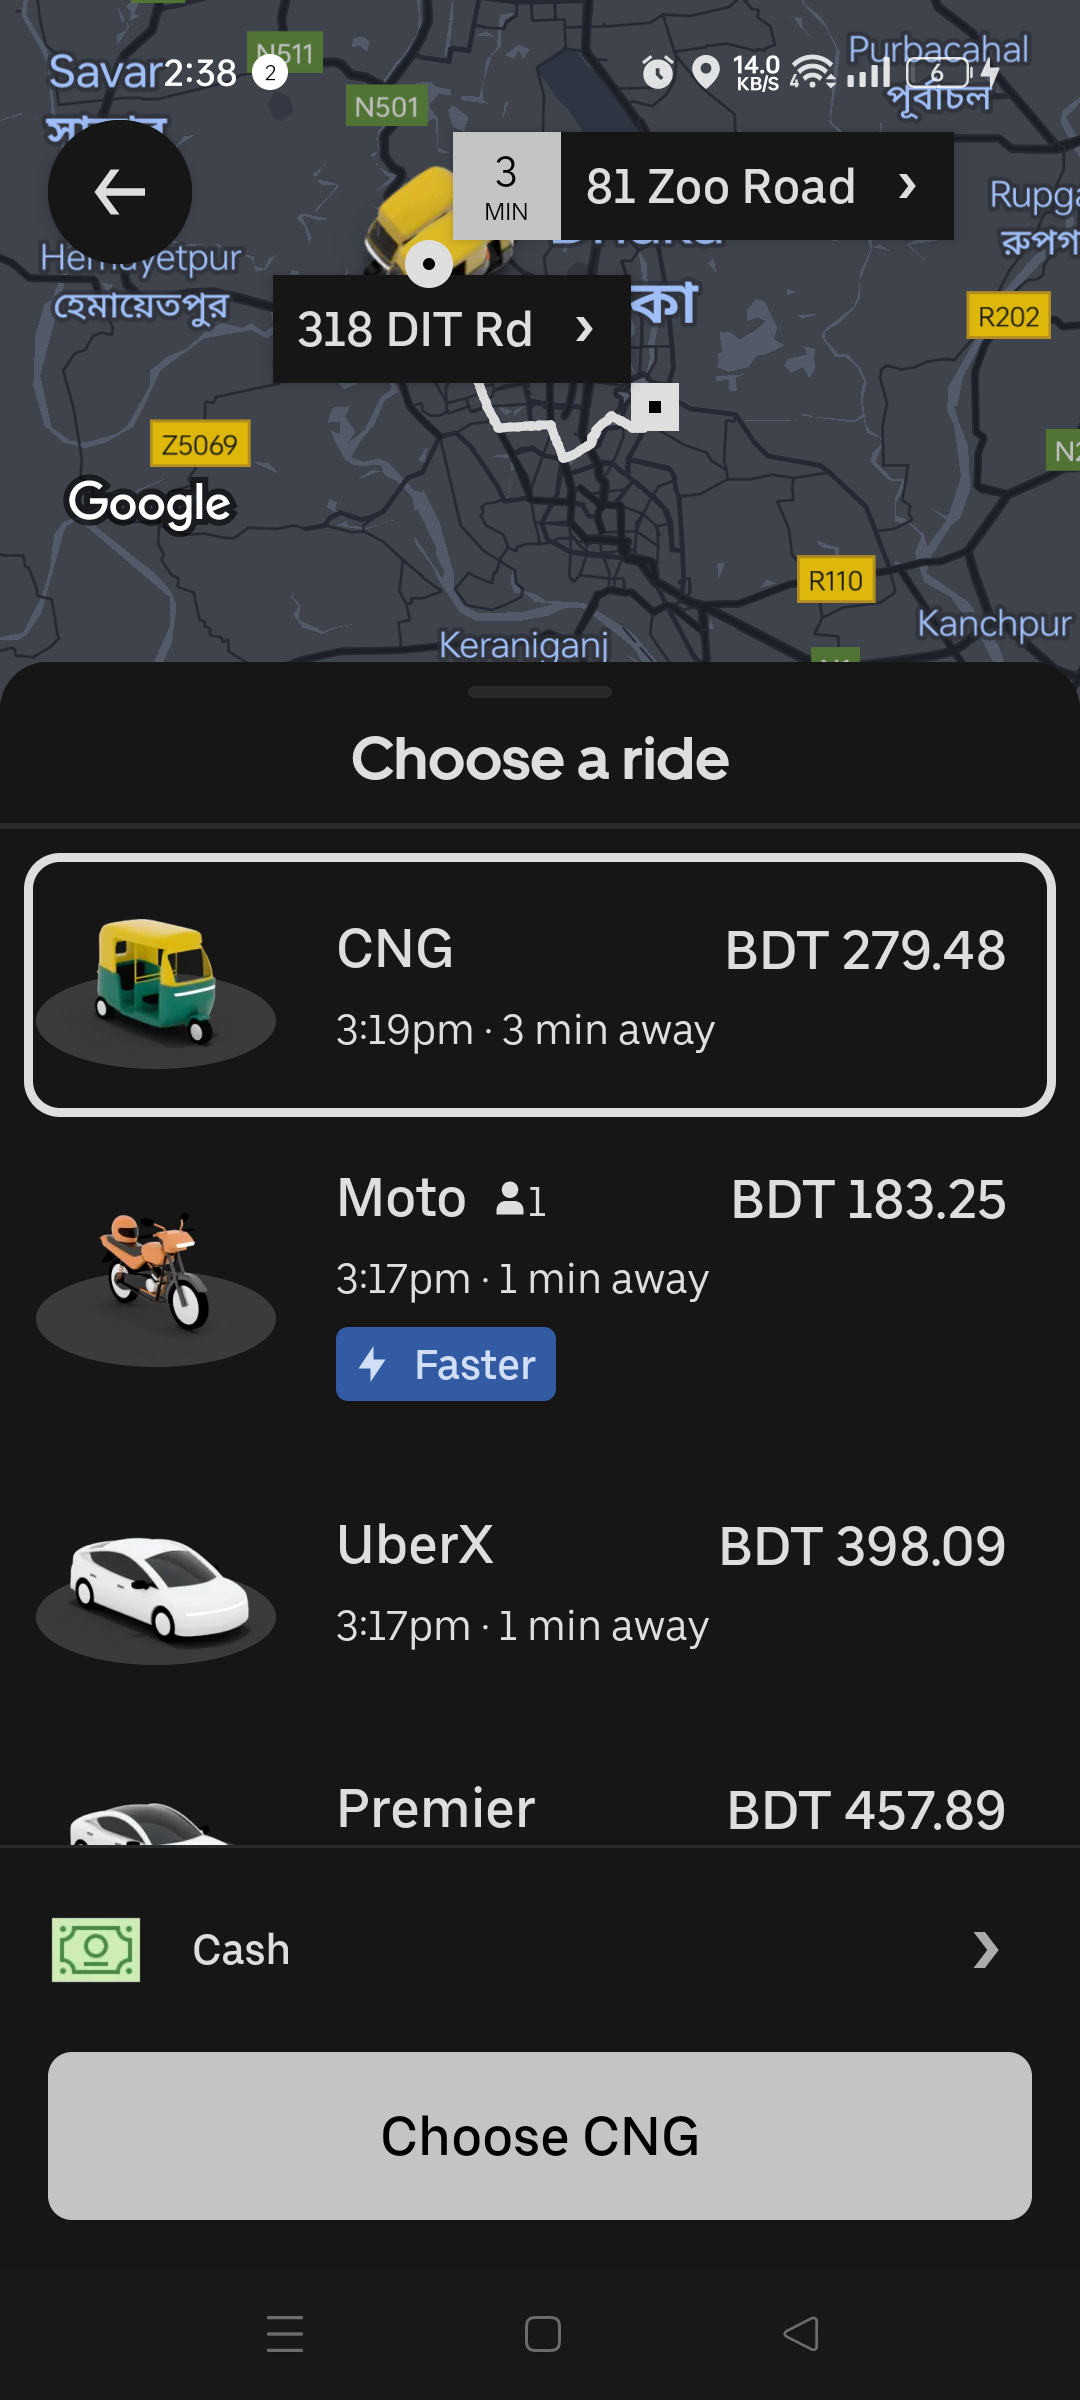 N511
Savar
2:38
2
14.0
KB/S
4
6
Purbacahal
পূর্বাচল
N501
3
MIN
81 Zoo Road
Rupga
রুপগ
Hemayetpur
হেমায়েতপুর
318 DIT Rd
R202
Z5069
Google
R110
Kanchpur
Keraniganj
Choose a ride
CNG
BDT 279.48
3:19pm · 3 min away
Moto 1
BDT 183.25
3:17pm · 1 min away
Faster
UberX
BDT 398.09
3:17pm · 1 min away
Premier
BDT 457.89
Cash
Choose CNG